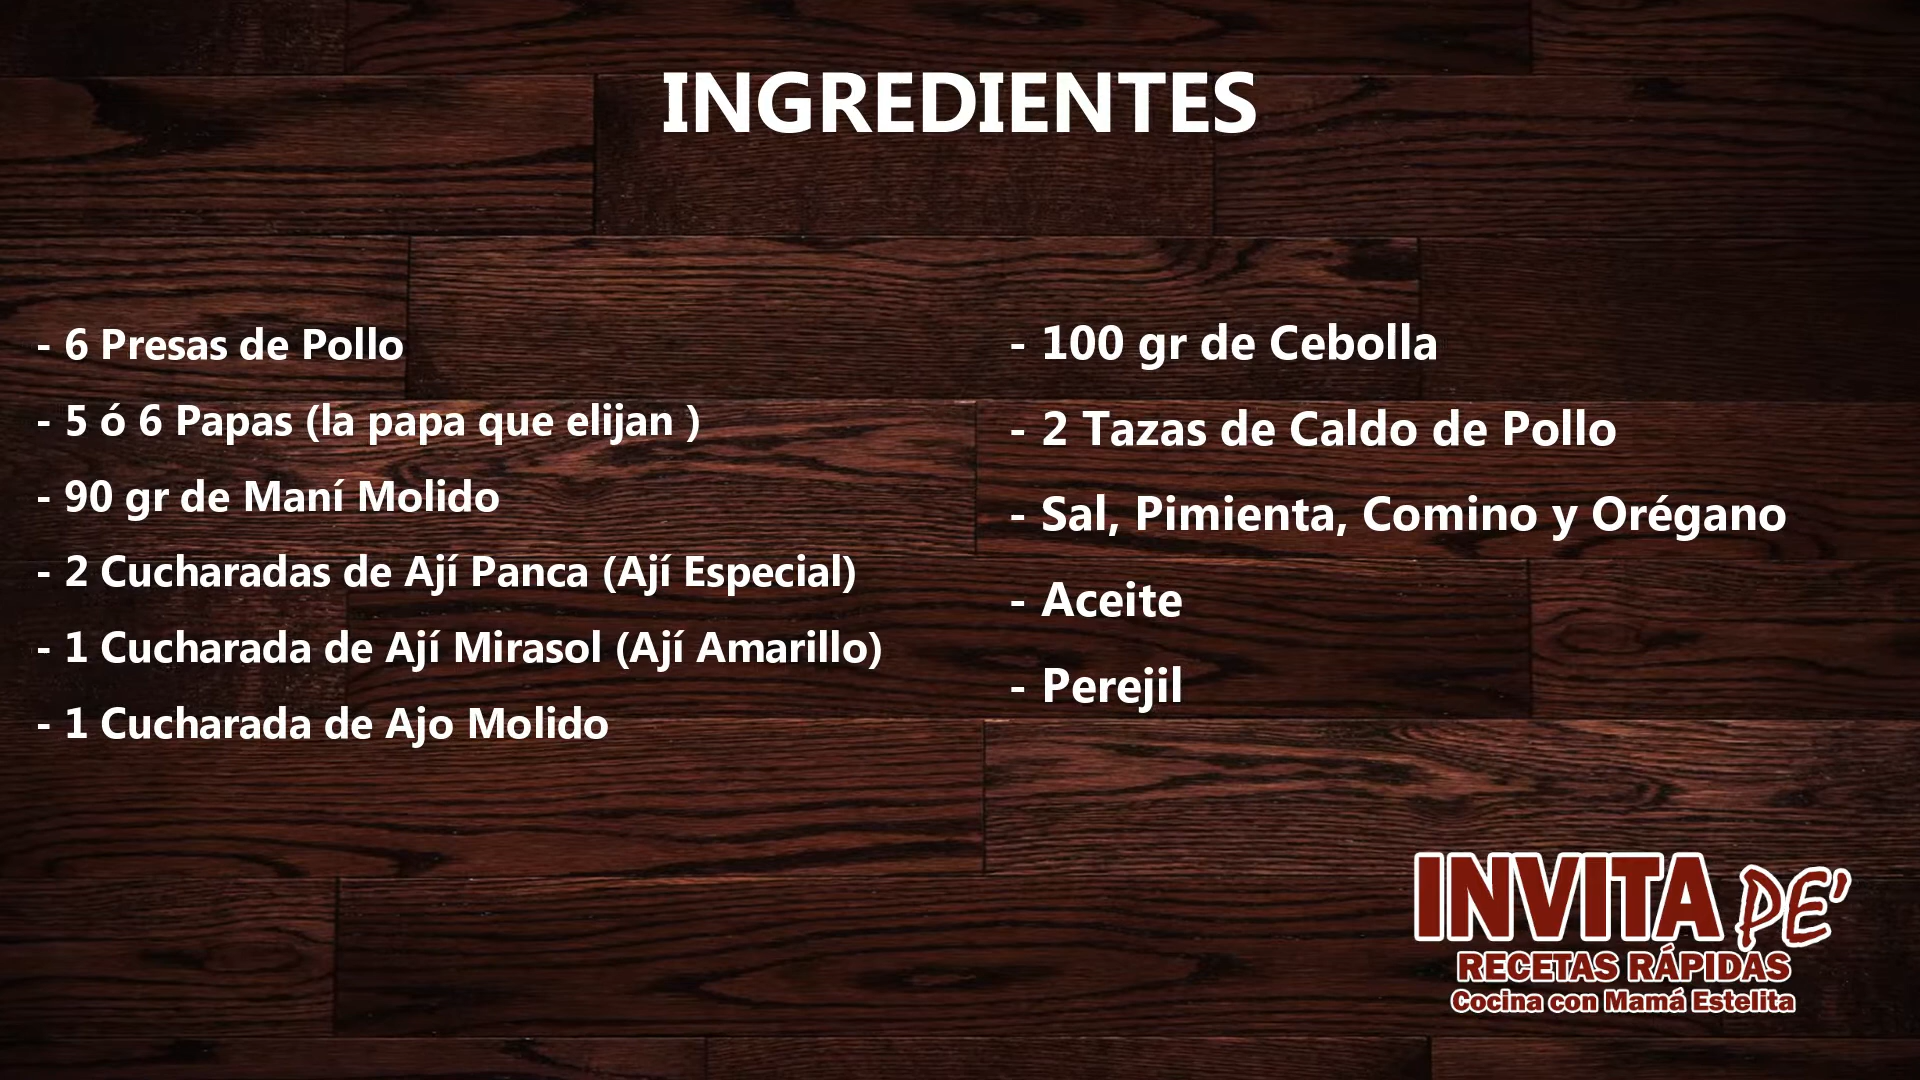 INGREDIENTES
- 6 Presas de Pollo
- 5 ó 6 Papas (la papa que elijan )
- 90 gr de Maní Molido
- 2 Cucharadas de Ají Panca (Ají Especial)
- 1 Cucharada de Ají Mirasol (Ají Amarillo)
- 1 Cucharada de Ajo Molido
- 100 gr de Cebolla
- 2 Tazas de Caldo de Pollo
- Sal, Pimienta, Comino y Orégano
- Aceite
- Perejil
INVITA PE'
RECETAS RÁPIDAS
Cocina con Mamá Estelita